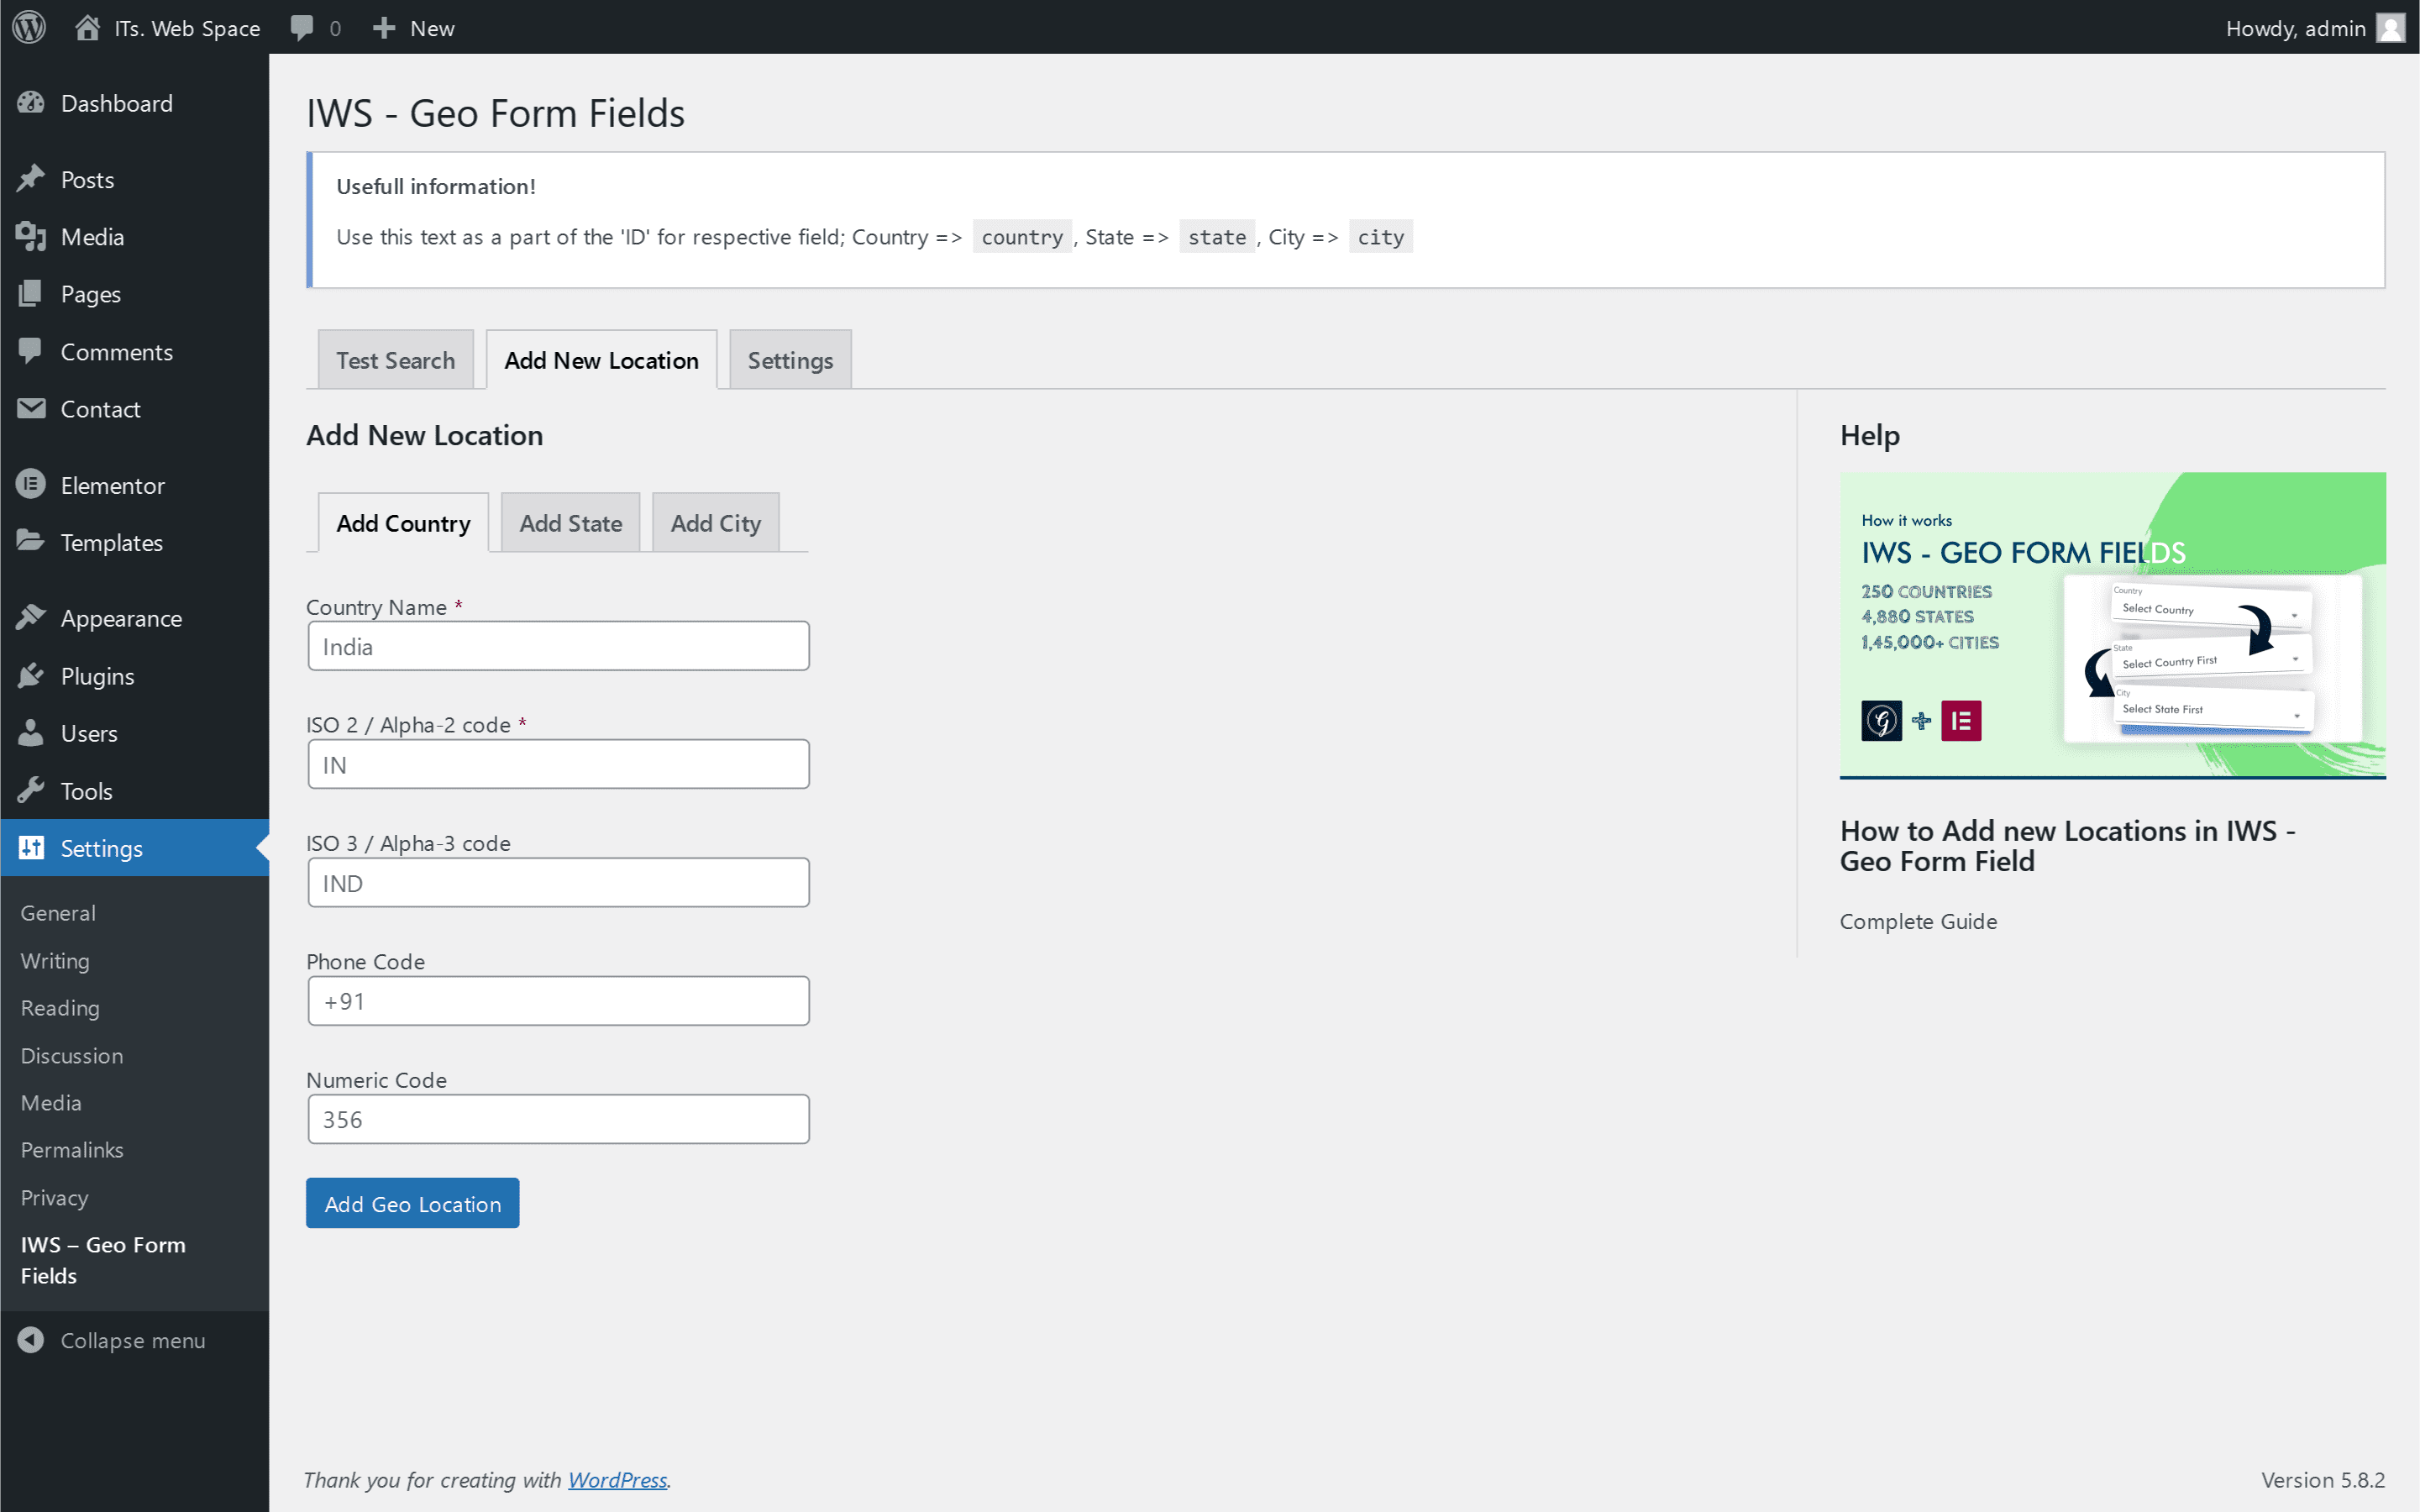 ITs. Web Space
0
New
Howdy, admin
Dashboard
Posts
Media
Pages
Comments
Contact
Elementor
Templates
Appearance
Plugins
Users
Tools
Settings
General
Writing
Reading
Discussion
Media
Permalinks
Privacy
IWS – Geo Form
Fields
Collapse menu
IWS - Geo Form Fields
Usefull information!
Use this text as a part of the 'ID' for respective field; Country => country , State => state , City => city
Test Search
Add New Location
Settings
Add New Location
Add Country
Add State
Add City
Country Name *
India
ISO 2 / Alpha-2 code *
IN
ISO 3 / Alpha-3 code
IND
Phone Code
+91
Numeric Code
356
Add Geo Location
Help
How it works
IWS - GEO FORM FIELDS
250 COUNTRIES
4,880 STATES
1,45,000+ CITIES
Country
Select Country
State
Select Country First
City
Select State First
How to Add new Locations in IWS -
Geo Form Field
Complete Guide
Thank you for creating with WordPress.
Version 5.8.2